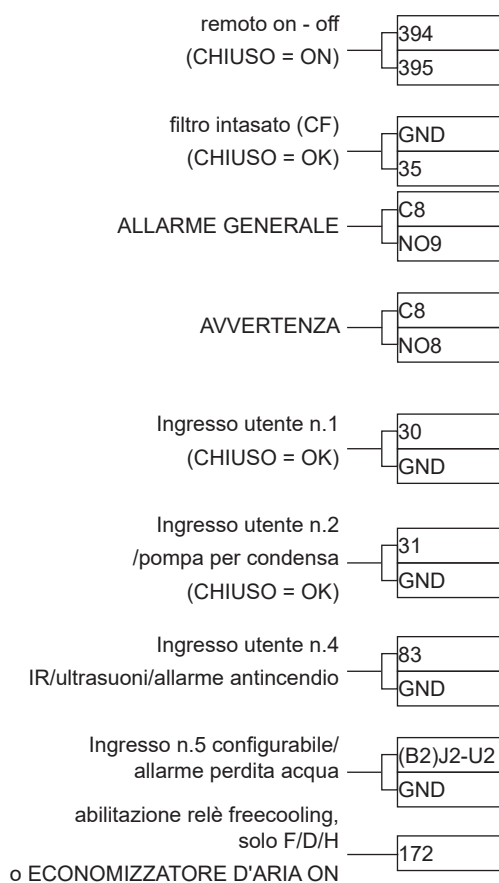 remoto on - off
(CHIUSO = ON)
394
395
filtro intasato (CF)
(CHIUSO = OK)
GND
35
ALLARME GENERALE
C8
NO9
AVVERTENZA
C8
NO8
Ingresso utente n.1
(CHIUSO = OK)
30
GND
Ingresso utente n.2
/pompa per condensa
(CHIUSO = OK)
31
GND
Ingresso utente n.4
IR/ultrasuoni/allarme antincendio
83
GND
Ingresso n.5 configurabile/
allarme perdita acqua
(B2)J2-U2
GND
abilitazione relè freecooling,
solo F/D/H
o ECONOMIZZATORE D'ARIA ON
172